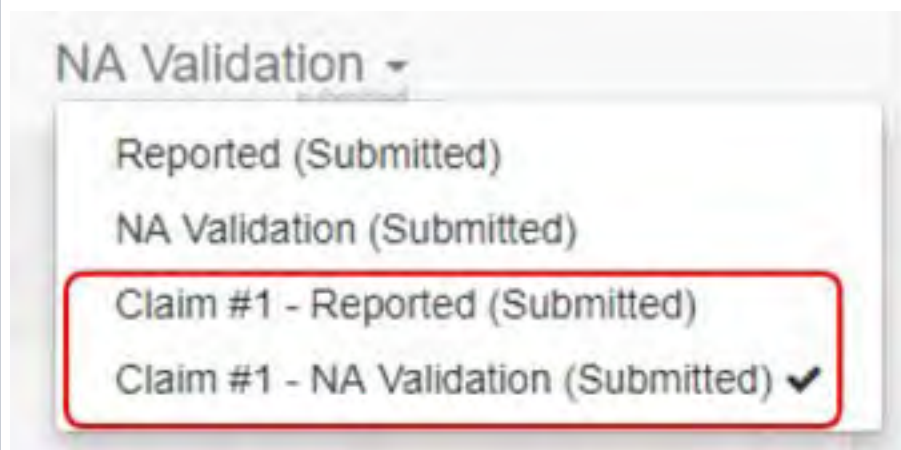 NA Validation
Reported (Submitted)
NA Validation (Submitted)
Claim #1 - Reported (Submitted)
Claim #1 - NA Validation (Submitted)